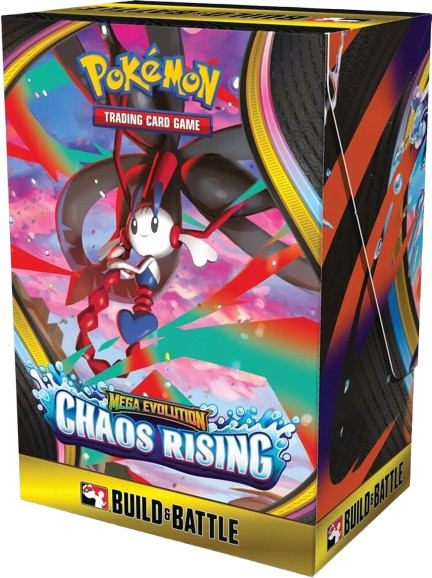 POKéMON
TRADING CARD GAME
MEGA EVOLUTION
CHAOS RISING
BUILD & BATTLE
BUILD & BATTLE